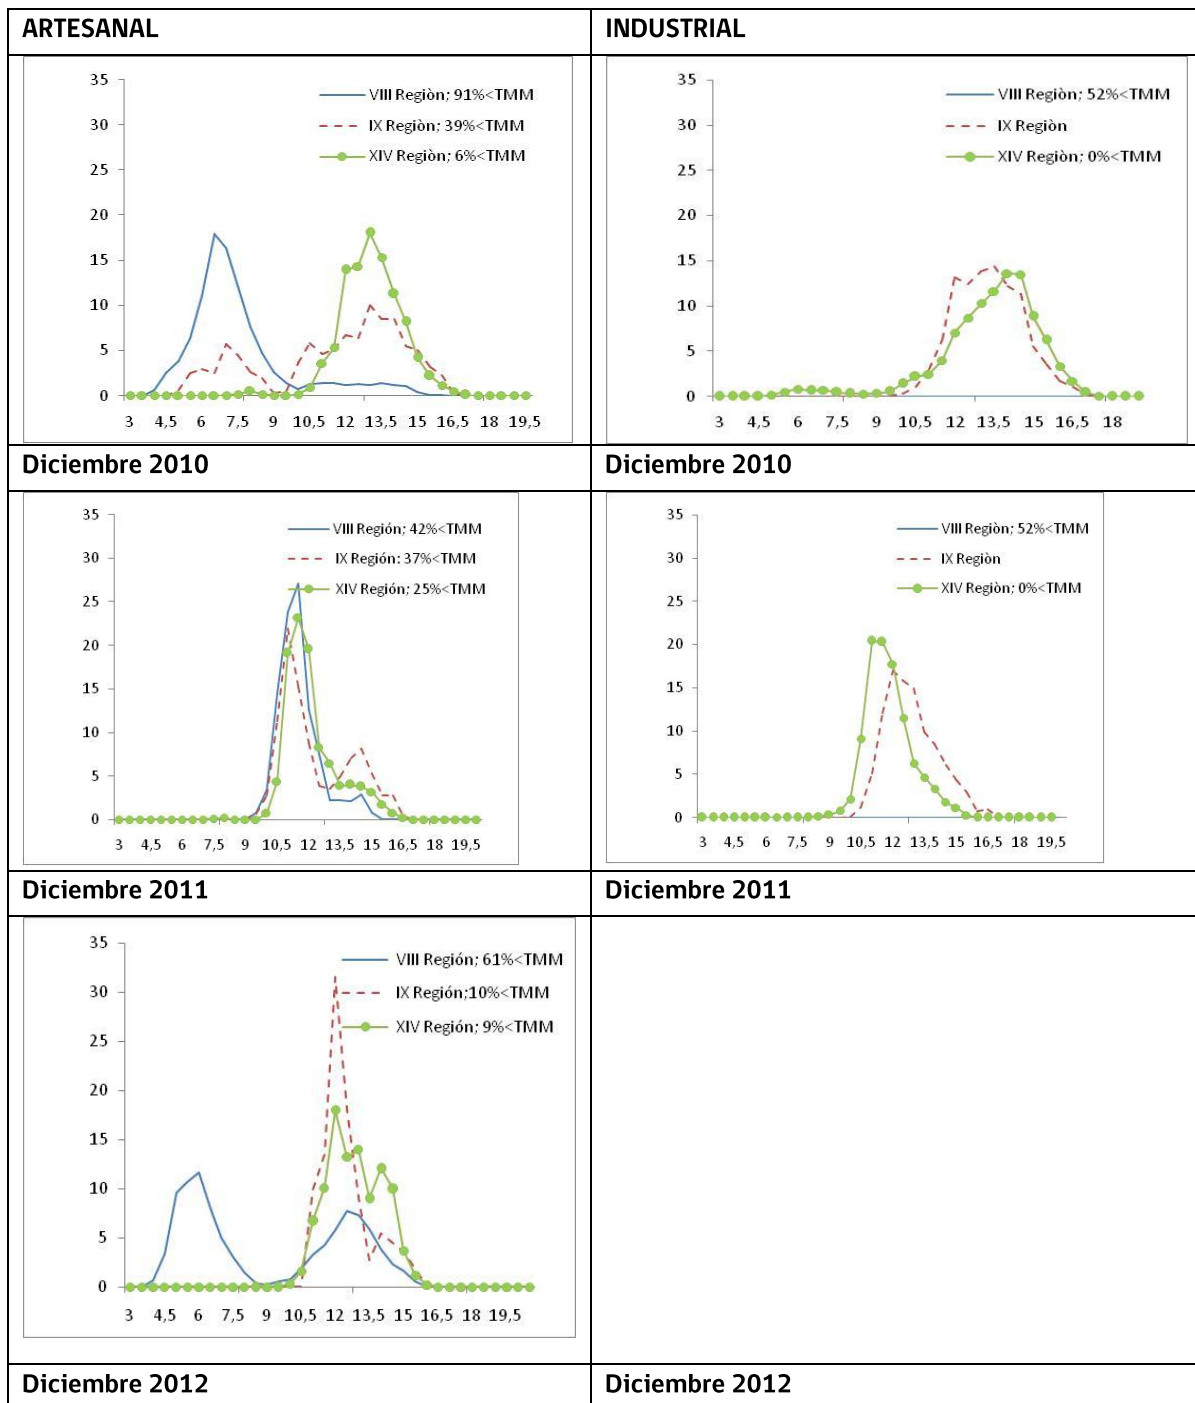 ARTESANAL
INDUSTRIAL
35
30
25
20
15
10
5
0
VIII Regiòn; 91%<TMM
IX Regiòn; 39%<TMM
XIV Regiòn; 6%<TMM
3 4,5 6 7,5 9 10,5 12 13,5 15 16,5 18 19,5
35
30
25
20
15
10
5
0
VIII Regiòn; 52%<TMM
IX Regiòn
XIV Regiòn; 0%<TMM
3 4,5 6 7,5 9 10,5 12 13,5 15 16,5 18
Diciembre 2010
Diciembre 2010
35
30
25
20
15
10
5
0
VIII Región; 42%<TMM
IX Región: 37%<TMM
XIV Región; 25%<TMM
3 4,5 6 7,5 9 10,5 12 13,5 15 16,5 18 19,5
35
30
25
20
15
10
5
0
VIII Regiòn; 52%<TMM
IX Regiòn
XIV Regiòn; 0%<TMM
3 4,5 6 7,5 9 10,5 12 13,5 15 16,5 18 19,5
Diciembre 2011
Diciembre 2011
35
30
25
20
15
10
5
0
VIII Región; 61%<TMM
IX Región;10%<TMM
XIV Región; 9%<TMM
3 4,5 6 7,5 9 10,5 12 13,5 15 16,5 18 19,5
Diciembre 2012
Diciembre 2012